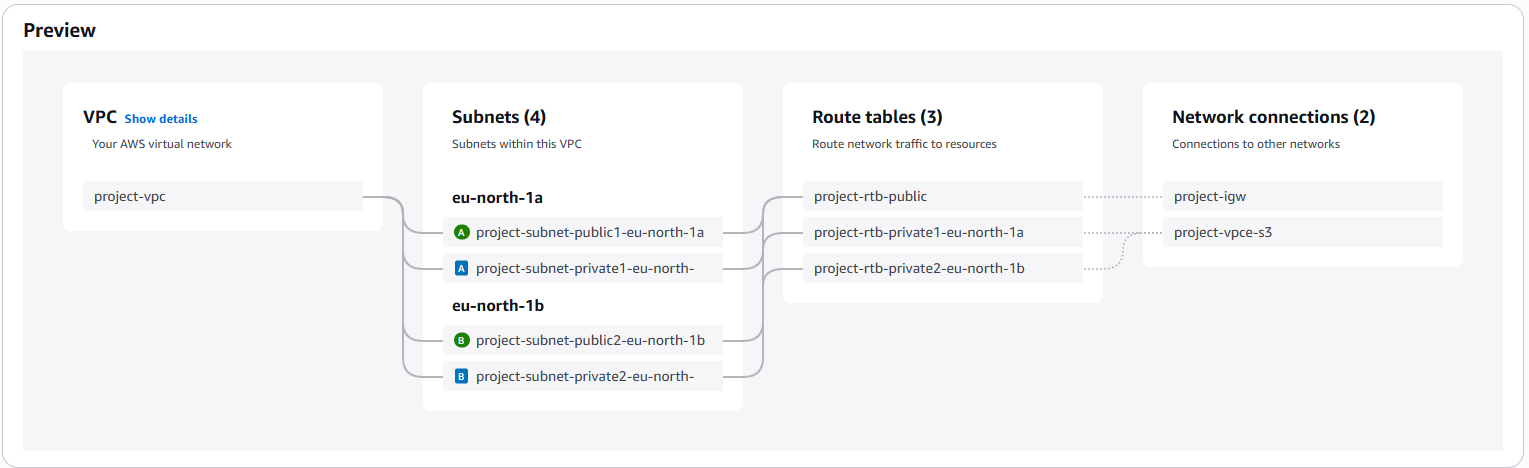 Preview
VPC Show details
Your AWS virtual network
project-vpc
Subnets (4)
Subnets within this VPC
eu-north-1a
A project-subnet-public1-eu-north-1a
A project-subnet-private1-eu-north-
eu-north-1b
B project-subnet-public2-eu-north-1b
B project-subnet-private2-eu-north-
Route tables (3)
Route network traffic to resources
project-rtb-public
project-rtb-private1-eu-north-1a
project-rtb-private2-eu-north-1b
Network connections (2)
Connections to other networks
project-igw
project-vpce-s3